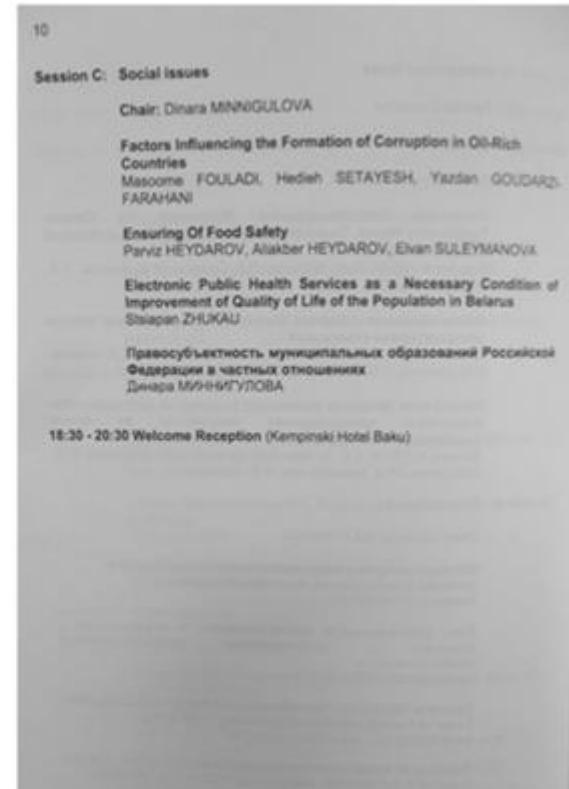 10
Session C: Social issues
Chair: Dinara MINNIGULOVA
Factors Influencing the Formation of Corruption in Oil-Rich
Countries
Masoome FOULADI, Hedieh SETAYESH, Yazdan GOUDARZI-
FARAHANI
Ensuring Of Food Safety
Parviz HEYDAROV, Aliakber HEYDAROV, Elvan SULEYMANOVA
Electronic Public Health Services as a Necessary Condition of
Improvement of Quality of Life of the Population in Belarus
Stsiapan ZHUKAU
Правосубъектность муниципальных образований Российской
Федерации в частных отношениях
Динара МИННИГУЛОВА
18:30 - 20:30 Welcome Reception (Kempinski Hotel Baku)